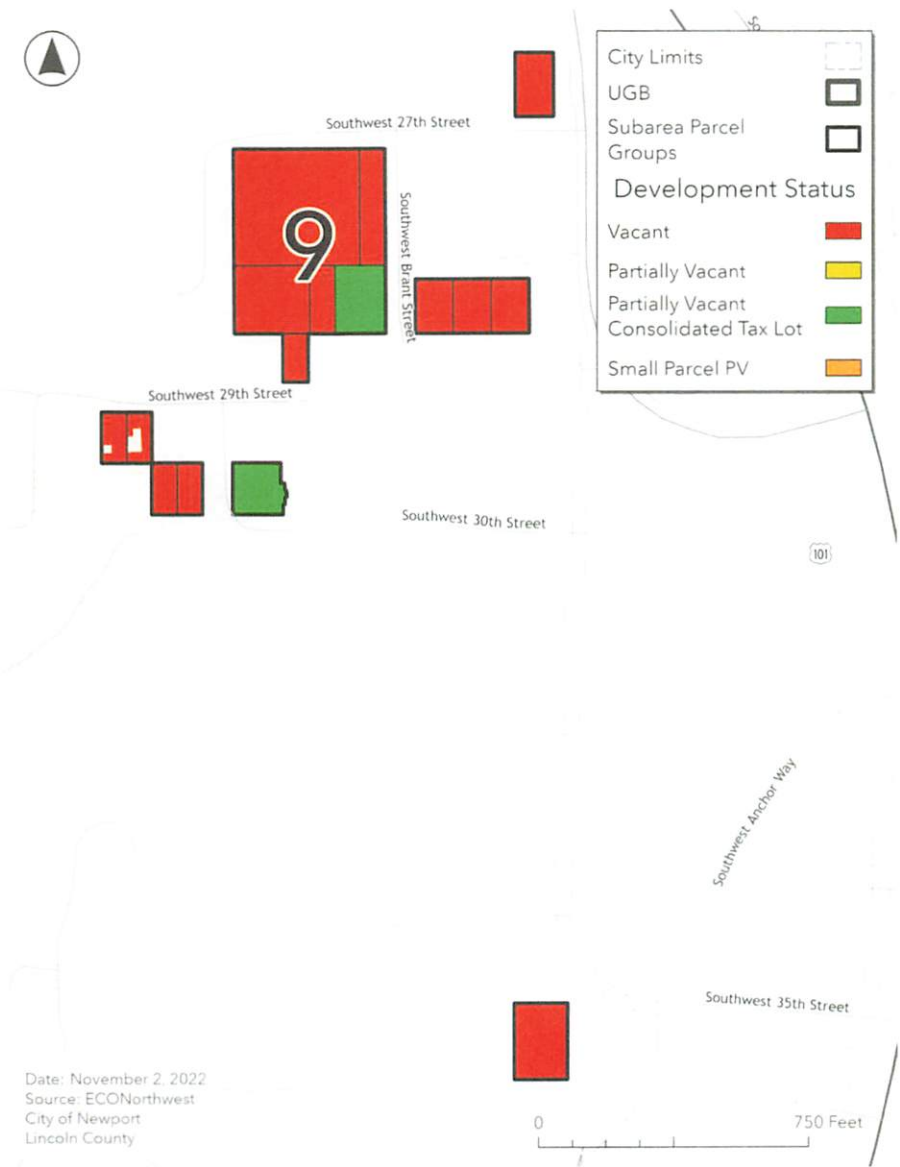 So
City Limits
UGB
Subarea Parcel
Groups
Development Status
Vacant
Partially Vacant
Partially Vacant
Consolidated Tax Lot
Small Parcel PV
Southwest 27th Street
9
Southwest Brant Street
Southwest 29th Street
Southwest 30th Street
101
Southwest Anchor Way
Southwest 35th Street
Date: November 2, 2022
Source: ECONorthwest
City of Newport
Lincoln County
0 750 Feet